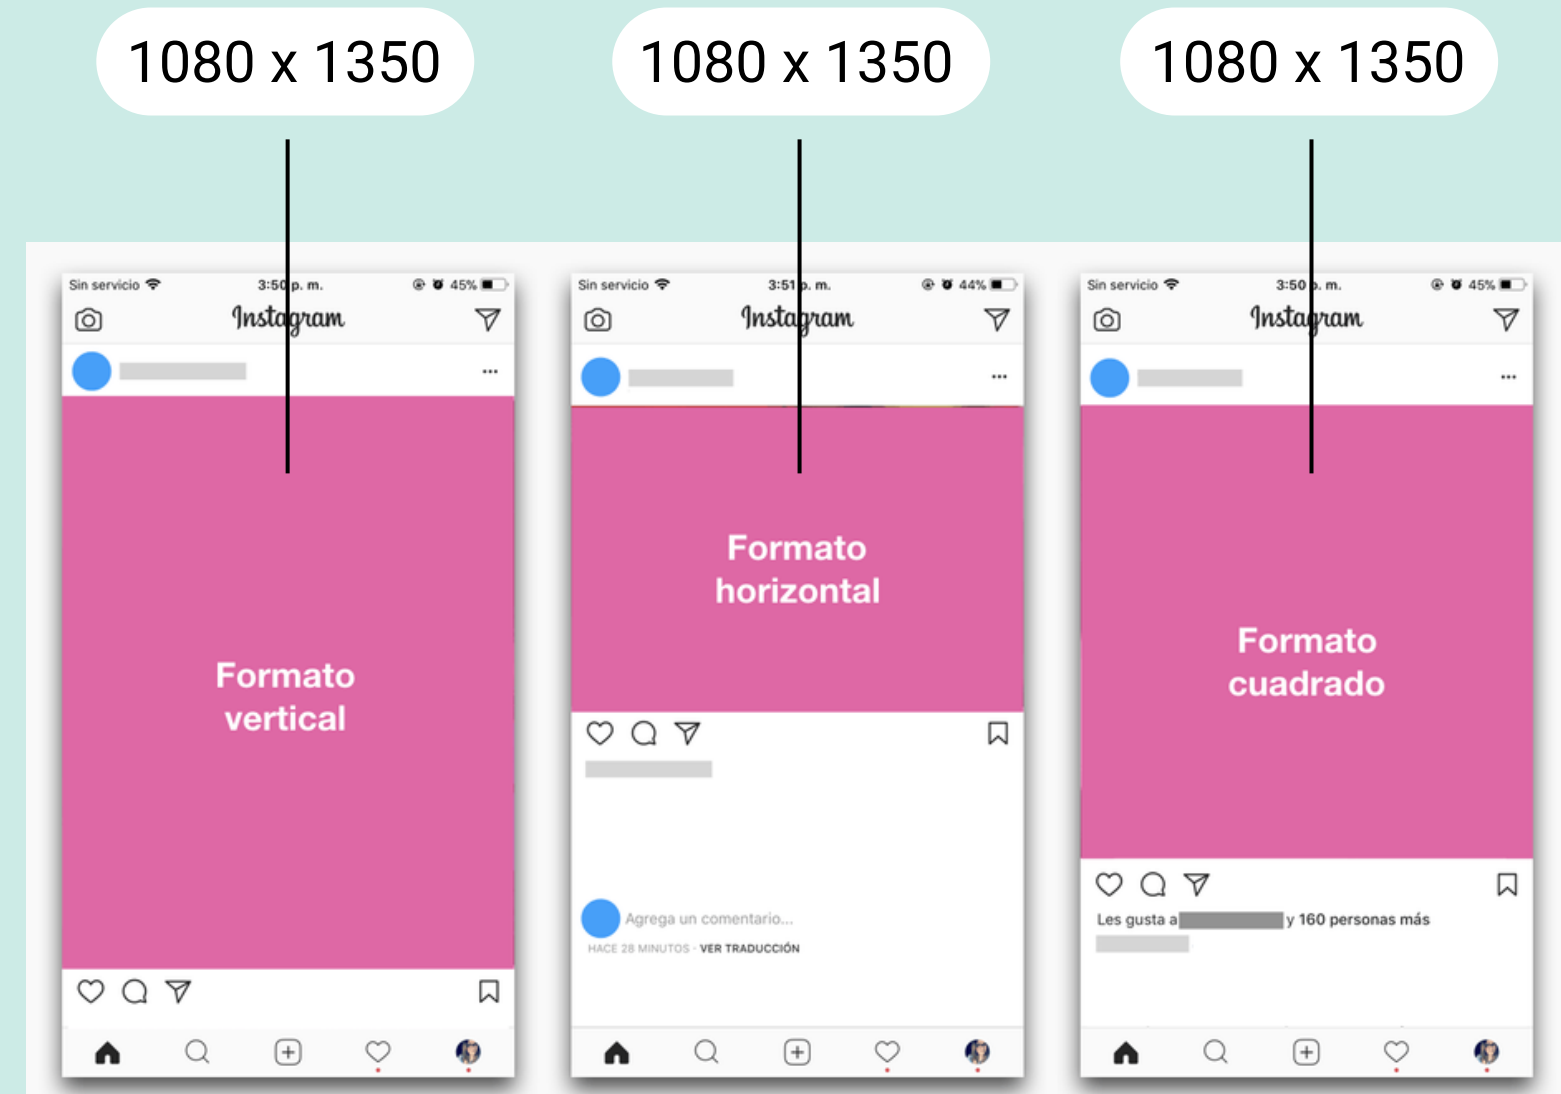 1080 x 1350
1080 x 1350
1080 x 1350
Sin servicio 3:50 p. m. 45%
Instagram
Formato
vertical
Sin servicio 3:51 p. m. 44%
Instagram
Formato
horizontal
Agrega un comentario...
HACE 28 MINUTOS · VER TRADUCCIÓN
Sin servicio 3:50 p. m. 45%
Instagram
Formato
cuadrado
Les gusta a y 160 personas más